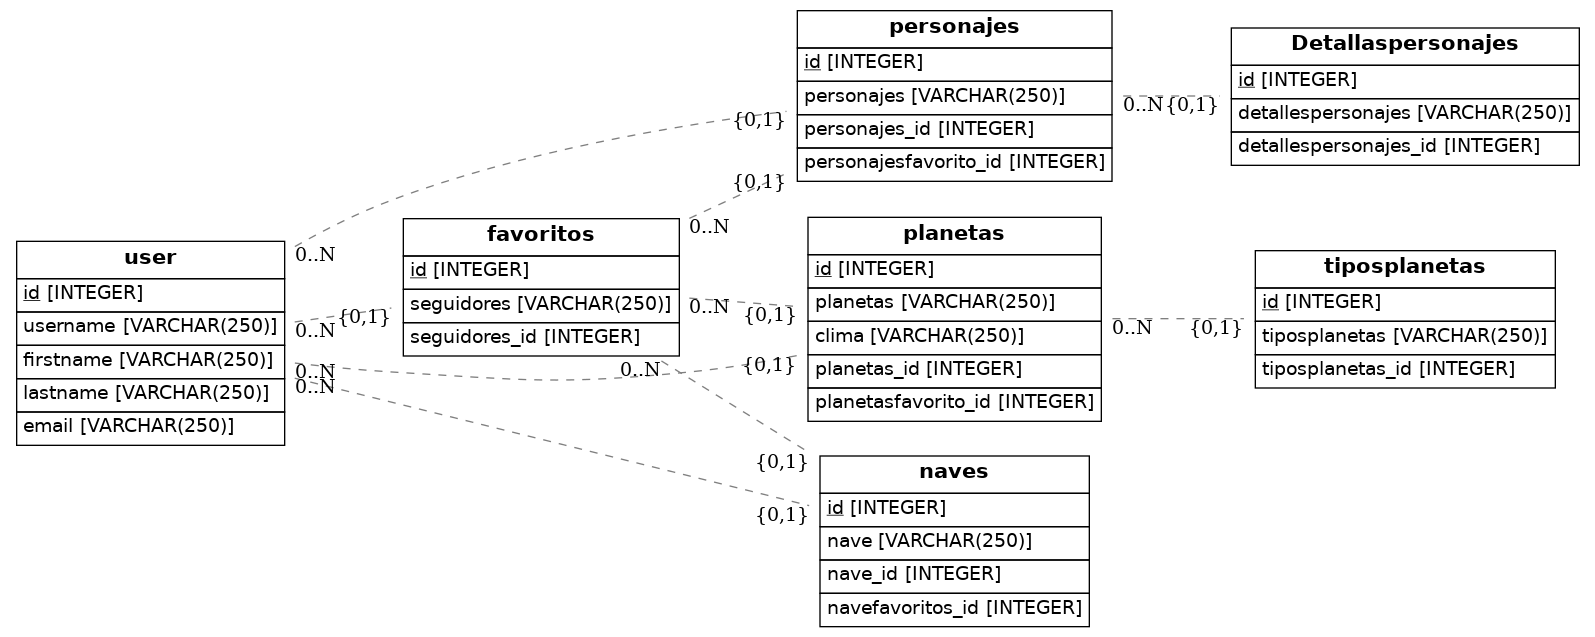 personajes
id [INTEGER]
personajes [VARCHAR(250)]
personajes_id [INTEGER]
personajesfavorito_id [INTEGER]
Detallaspersonajes
id [INTEGER]
detallespersonajes [VARCHAR(250)]
detallespersonajes_id [INTEGER]
0..N
{0,1}
{0,1}
0..N
{0,1}
0..N
user
id [INTEGER]
username [VARCHAR(250)]
firstname [VARCHAR(250)]
lastname [VARCHAR(250)]
email [VARCHAR(250)]
0..N
{0,1}
0..N
0..N
favoritos
id [INTEGER]
seguidores [VARCHAR(250)]
seguidores_id [INTEGER]
0..N
{0,1}
0..N
{0,1}
planetas
id [INTEGER]
planetas [VARCHAR(250)]
clima [VARCHAR(250)]
planetas_id [INTEGER]
planetasfavorito_id [INTEGER]
0..N
{0,1}
tiposplanetas
id [INTEGER]
tiposplanetas [VARCHAR(250)]
tiposplanetas_id [INTEGER]
{0,1}
{0,1}
naves
id [INTEGER]
nave [VARCHAR(250)]
nave_id [INTEGER]
navefavoritos_id [INTEGER]